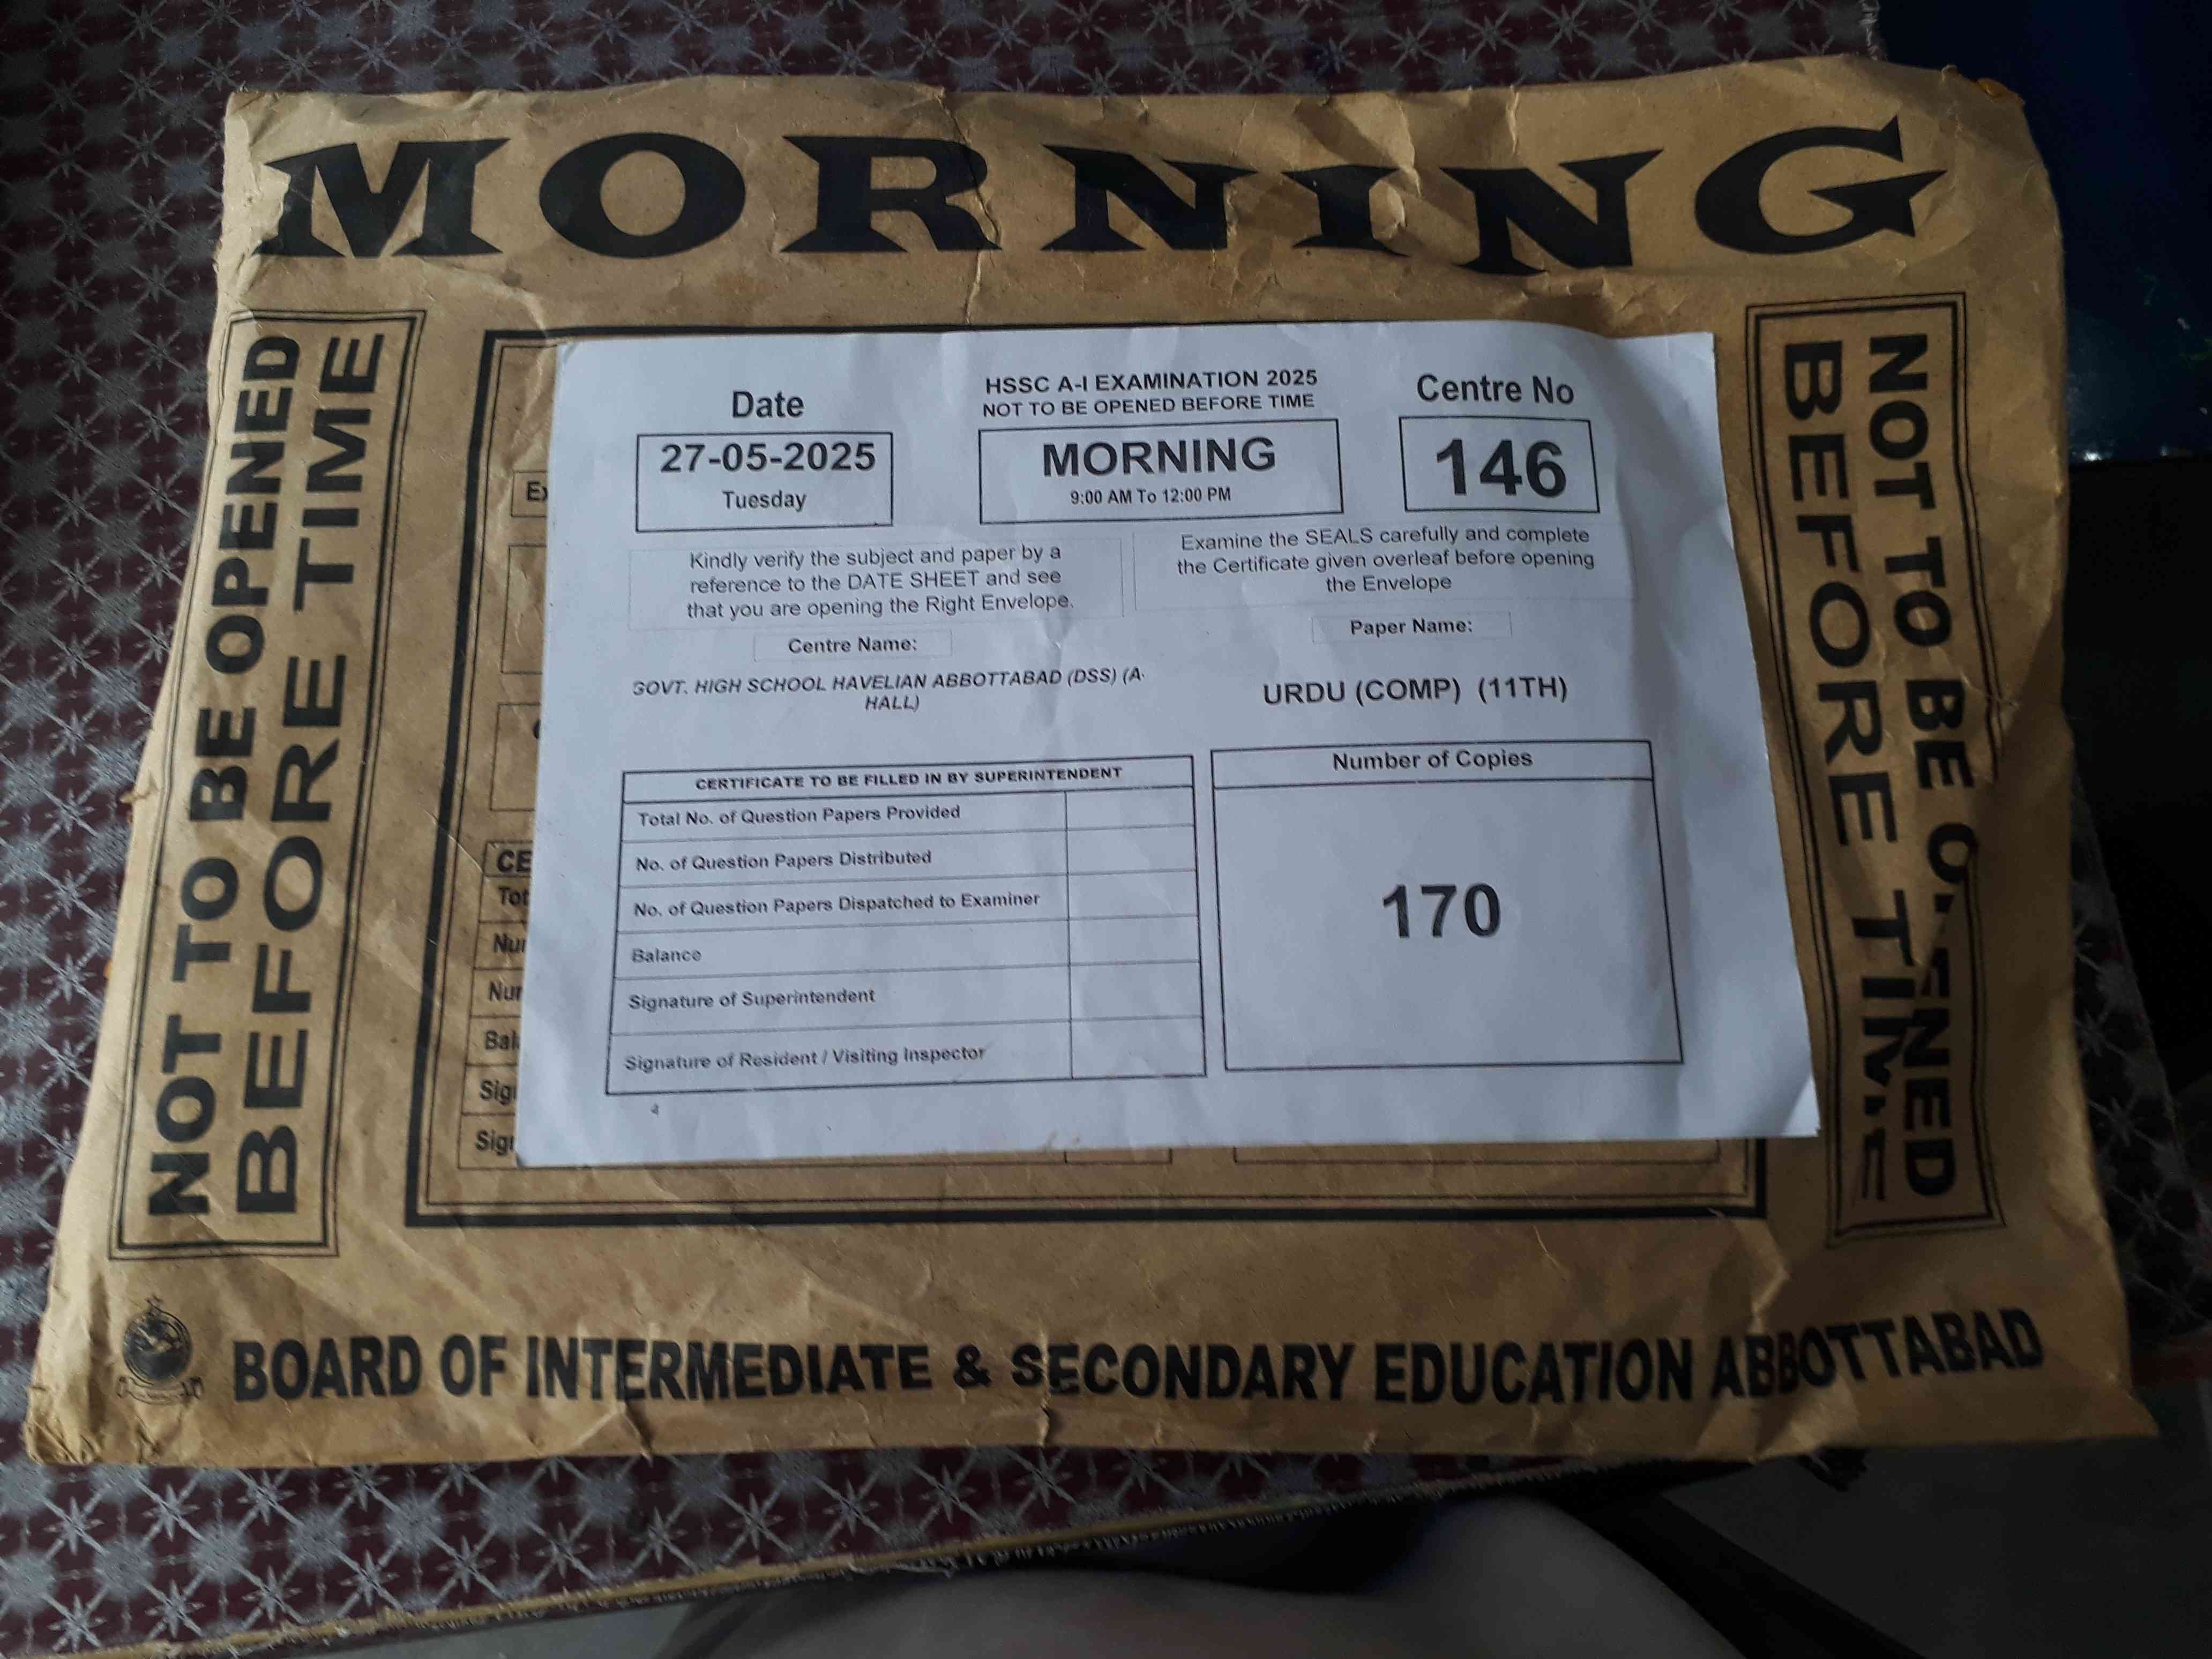 MORNING
NOT TO BE OPENED
BEFORE TIME
Date
27-05-2025
Tuesday
HSSC A-I EXAMINATION 2025
NOT TO BE OPENED BEFORE TIME
MORNING
9:00 AM To 12:00 PM
Centre No
146
Kindly verify the subject and paper by a
reference to the DATE SHEET and see
that you are opening the Right Envelope.
Examine the SEALS carefully and complete
the Certificate given overleaf before opening
the Envelope
Centre Name:
GOVT. HIGH SCHOOL HAVELIAN ABBOTTABAD (DSS) (A-
HALL)
Paper Name:
URDU (COMP) (11TH)
CERTIFICATE TO BE FILLED IN BY SUPERINTENDENT
Total No. of Question Papers Provided
No. of Question Papers Distributed
No. of Question Papers Dispatched to Examiner
Balance
Signature of Superintendent
Signature of Resident / Visiting Inspector
Number of Copies
170
NOT TO BE OPENED
BEFORE TIME
BOARD OF INTERMEDIATE & SECONDARY EDUCATION ABBOTTABAD